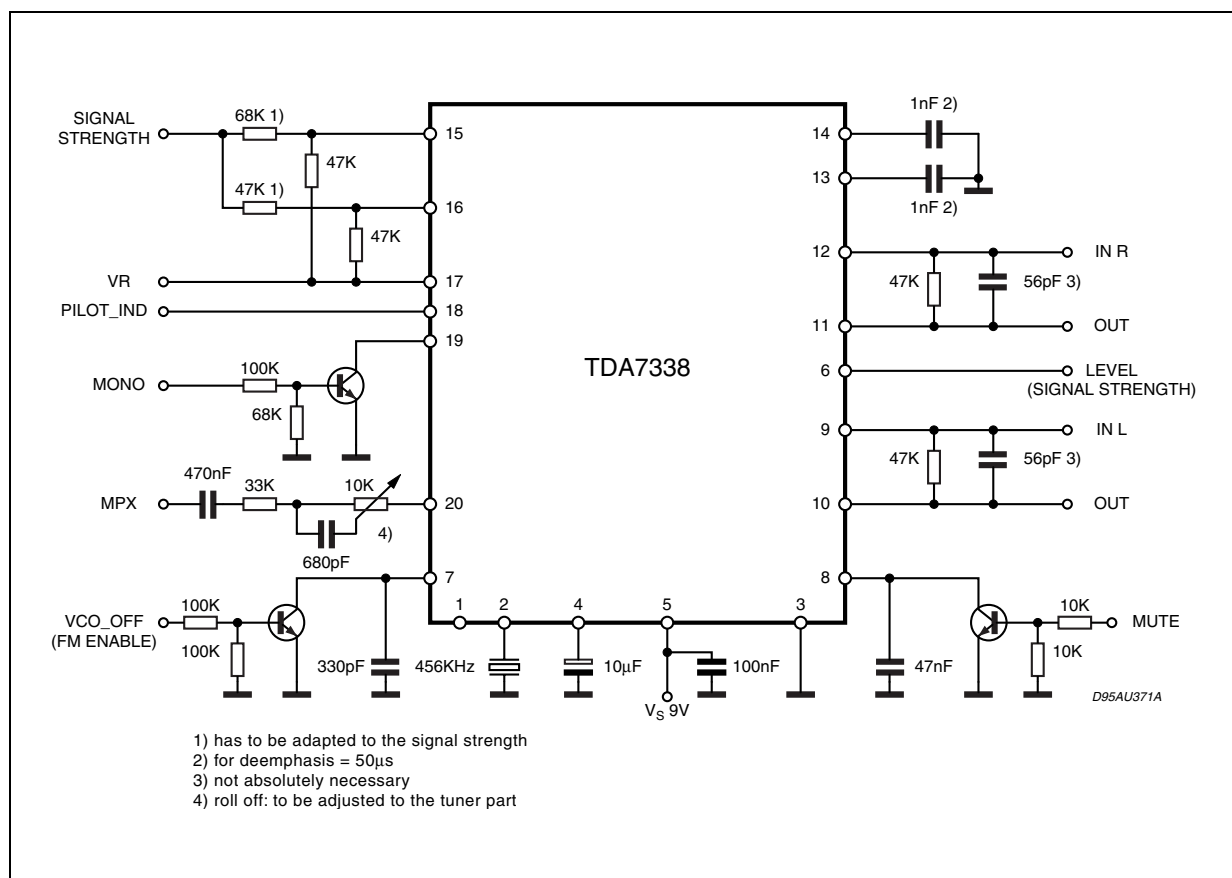 SIGNAL
STRENGTH
68K 1)
15
47K
47K 1)
16
47K
VR
17
PILOT_IND
18
19
MONO
100K
68K
470nF
MPX
33K
10K
20
680pF
4)
7
VCO_OFF
(FM ENABLE)
100K
100K
330pF
TDA7338
1nF 2)
14
13
1nF 2)
12
IN R
47K
56pF 3)
11
OUT
6
LEVEL
(SIGNAL STRENGTH)
9
IN L
47K
56pF 3)
10
OUT
8
10K
MUTE
10K
47nF
1
2
4
5
3
456KHz
10µF
100nF
VS 9V
D95AU371A
1) has to be adapted to the signal strength
2) for deemphasis = 50µs
3) not absolutely necessary
4) roll off: to be adjusted to the tuner part